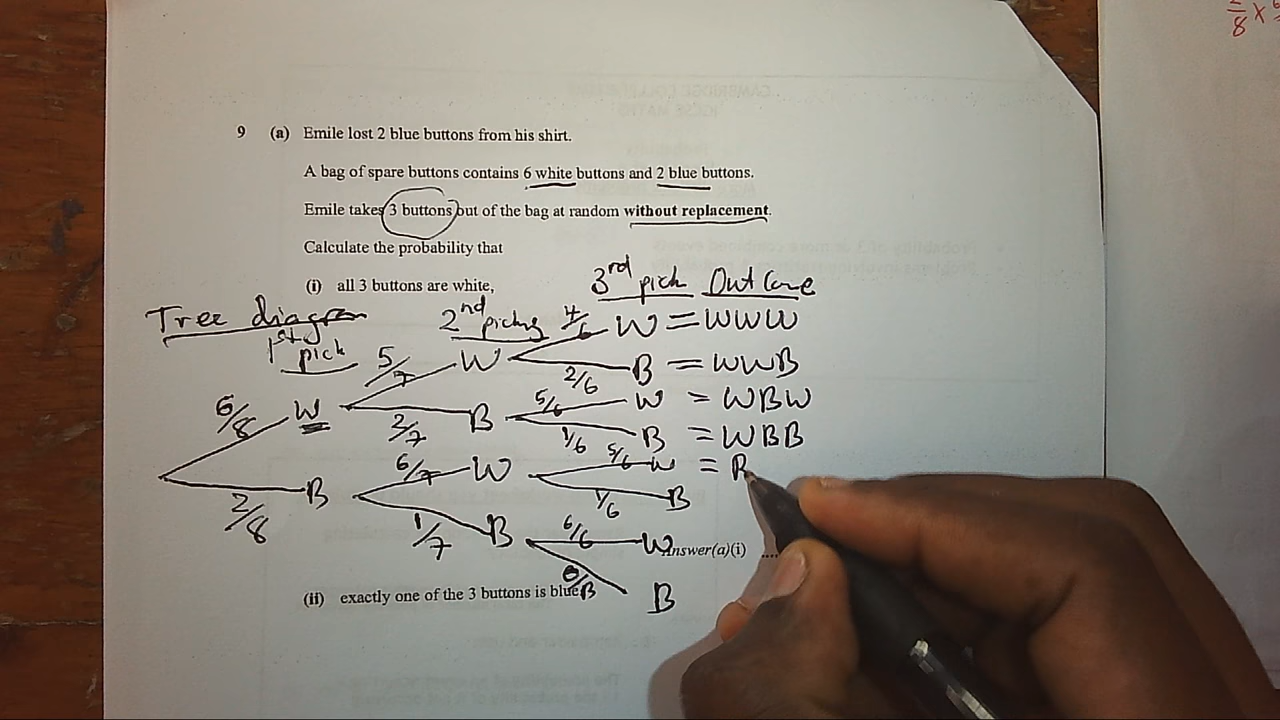 2/8 x
9 (a) Emile lost 2 blue buttons from his shirt.
A bag of spare buttons contains 6 white buttons and 2 blue buttons.
Emile takes 3 buttons out of the bag at random without replacement.
Calculate the probability that
(i) all 3 buttons are white,
3rd pick Outcome
Tree diagram
1st pick
2nd picking
4/6 W = WWW
5/7 W
2/6 B = WWB
6/8 W
5/6 W = WBW
2/7 B
1/6 B = WBB
6/7 W
5/6 W = B
2/8 B
1/6 B
1/7 B
6/6 W
Answer(a)(i) ....
0/B B
(ii) exactly one of the 3 buttons is blue